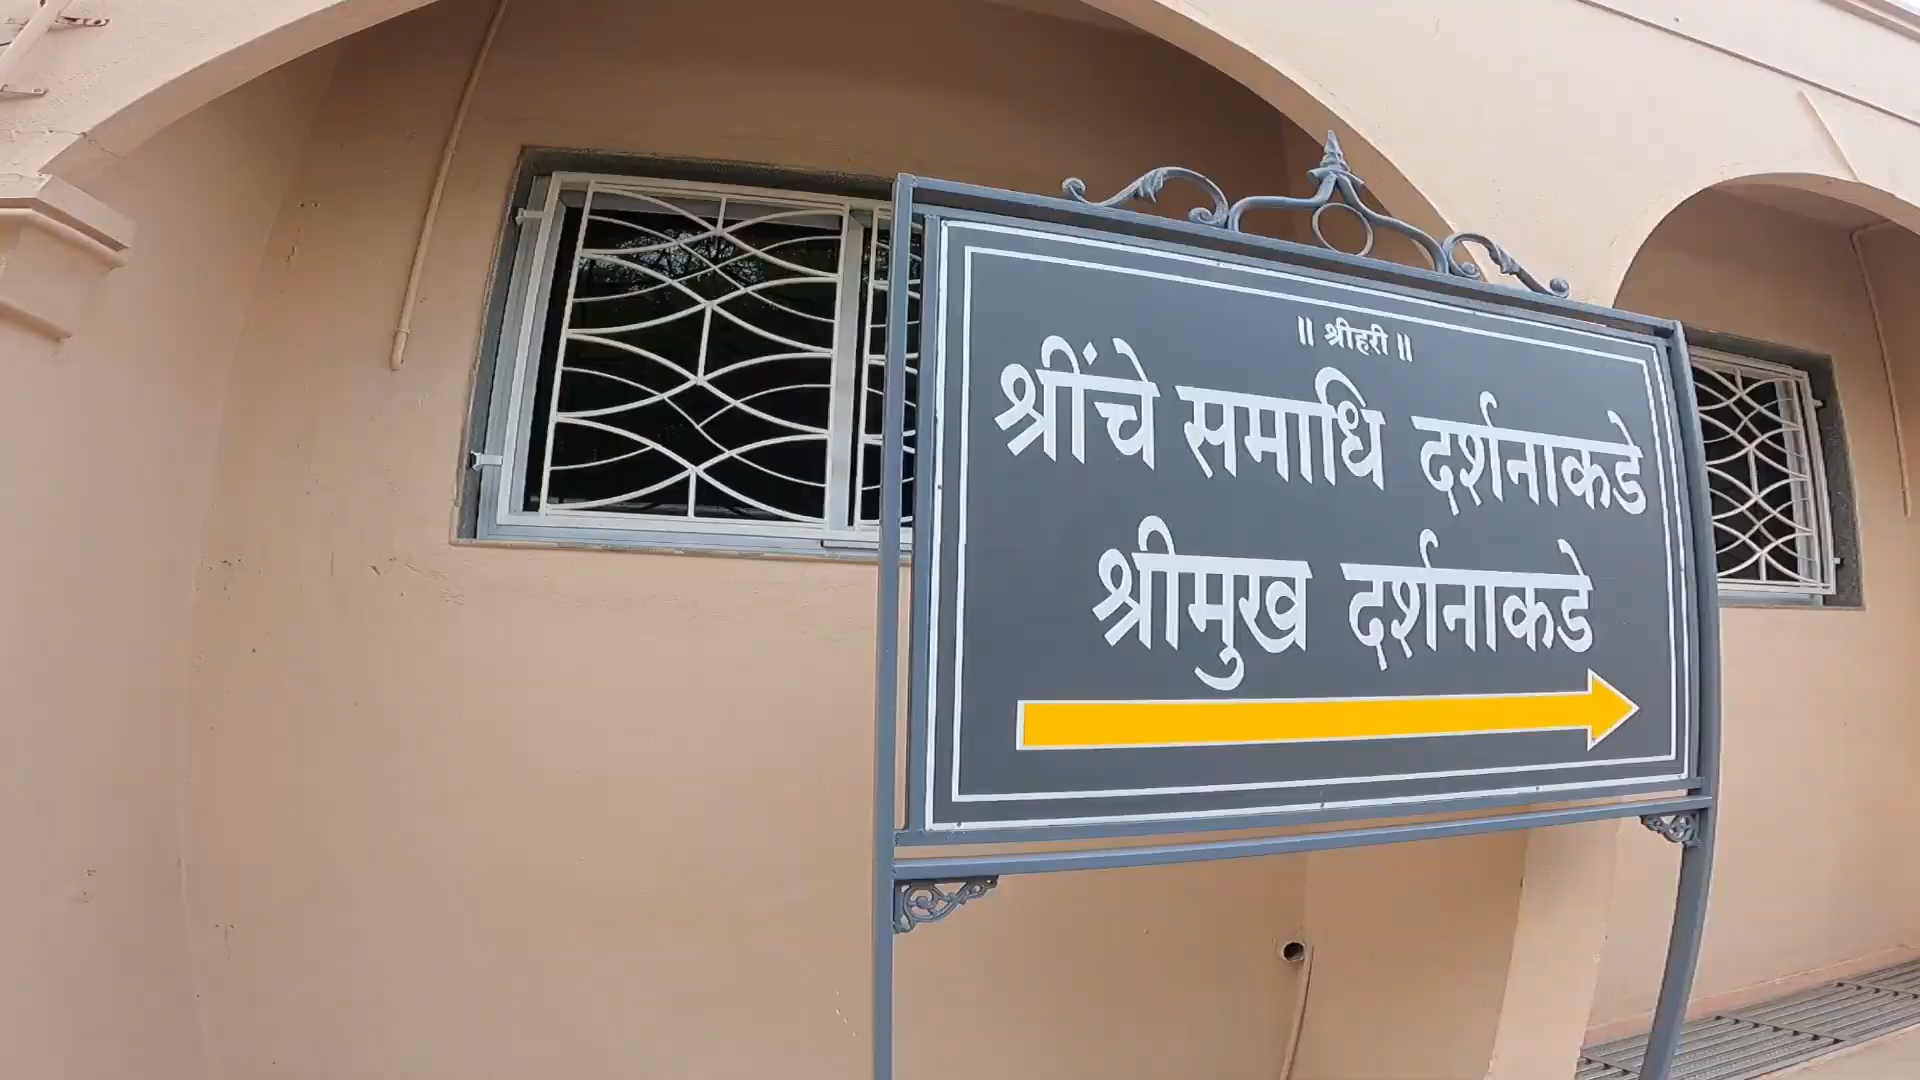 ॥ श्रीहरी ॥
श्रींचे समाधि दर्शनाकडे
श्रीमुख दर्शनाकडे